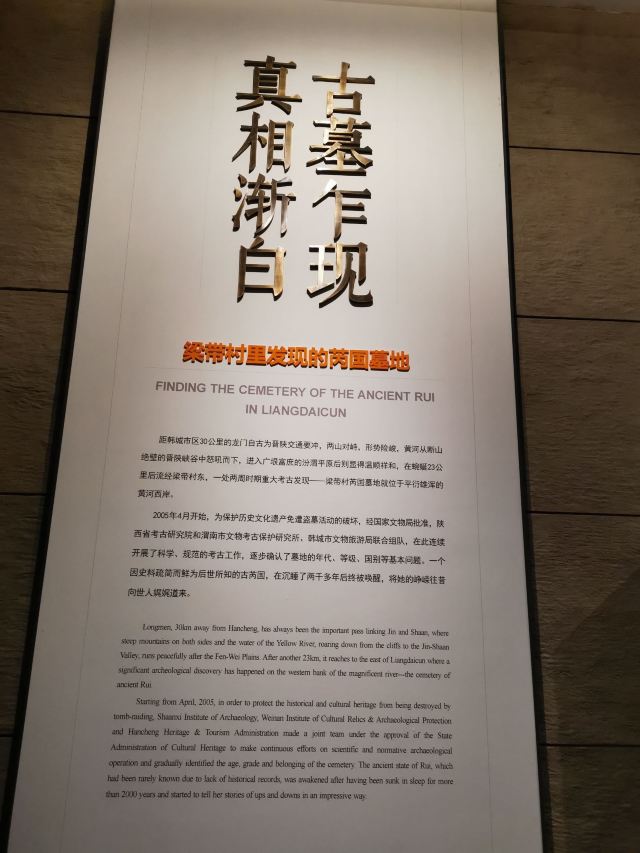 古墓乍现
真相渐白
梁带村里发现的芮国墓地
FINDING THE CEMETERY OF THE ANCIENT RUI
IN LIANGDAICUN
距韩城市区30公里的龙门自古为晋陕交通要冲，两山对峙，形势险峻，黄河从断山
绝壁的晋陕峡谷中怒吼而下，进入广垠富庶的汾渭平原后则显得温顺祥和，在蜿蜒23公
里后流经梁带村东，一处两周时期重大考古发现——梁带村芮国墓地就位于平衍雄浑的
黄河西岸。
2005年4月开始，为保护历史文化遗产免遭盗墓活动的破坏，经国家文物局批准，陕
西省考古研究院和渭南市文物考古保护研究所、韩城市文物旅游局联合组队，在此连续
开展了科学、规范的考古工作，逐步确认了墓地的年代、等级、国别等基本问题。一个
因史料疏简而鲜为后世所知的古芮国，在沉睡了两千多年后终被唤醒，将她的峥嵘往昔
向世人娓娓道来。
Longmen, 30km away from Hancheng, has always been the important pass linking Jin and Shaan, where
steep mountains on both sides and the water of the Yellow River, roaring down from the cliffs to the Jin-Shaan
Valley, runs peacefully after the Fen-Wei Plains. After another 23km, it reaches to the east of Liangdaicun where a
significant archeological discovery has happened on the western bank of the magnificent river---the cemetery of
ancient Rui.
Starting from April, 2005, in order to protect the historical and cultural heritage from being destroyed by
tomb-raiding, Shaanxi Institute of Archaeology, Weinan Institute of Cultural Relics & Archaeological Protection
and Hancheng Heritage & Tourism Administration made a joint team under the approval of the State
Administration of Cultural Heritage to make continuous efforts on scientific and normative archaeological
operation and gradually identified the age, grade and belonging of the cemetery. The ancient state of Rui, which
had been rarely known due to lack of historical records, was awakened after having been sunk in sleep for more
than 2000 years and started to tell her stories of ups and downs in an impressive way.